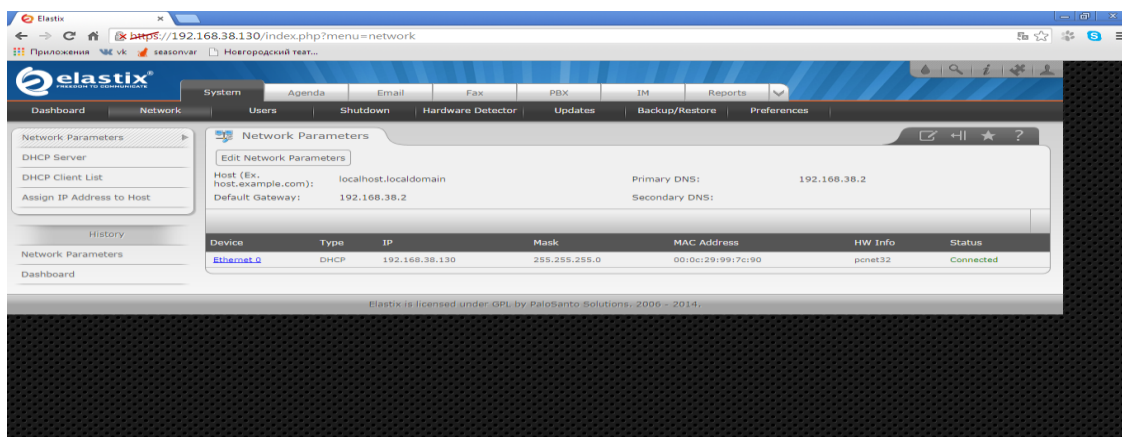 Elastix
https://192.168.38.130/index.php?menu=network
Приложения vk seasonvar Новгородский теат...
elastix®
FREEDOM TO COMMUNICATE
System Agenda Email Fax PBX IM Reports
Dashboard Network Users Shutdown Hardware Detector Updates Backup/Restore Preferences
Network Parameters
DHCP Server
DHCP Client List
Assign IP Address to Host
History
Network Parameters
Dashboard
Network Parameters
Edit Network Parameters
Host (Ex. host.example.com): localhost.localdomain Primary DNS: 192.168.38.2
Default Gateway: 192.168.38.2 Secondary DNS:
Device Type IP Mask MAC Address HW Info Status
Ethernet 0 DHCP 192.168.38.130 255.255.255.0 00:0c:29:99:7c:90 pcnet32 Connected
Elastix is licensed under GPL by PaloSanto Solutions. 2006 - 2014.